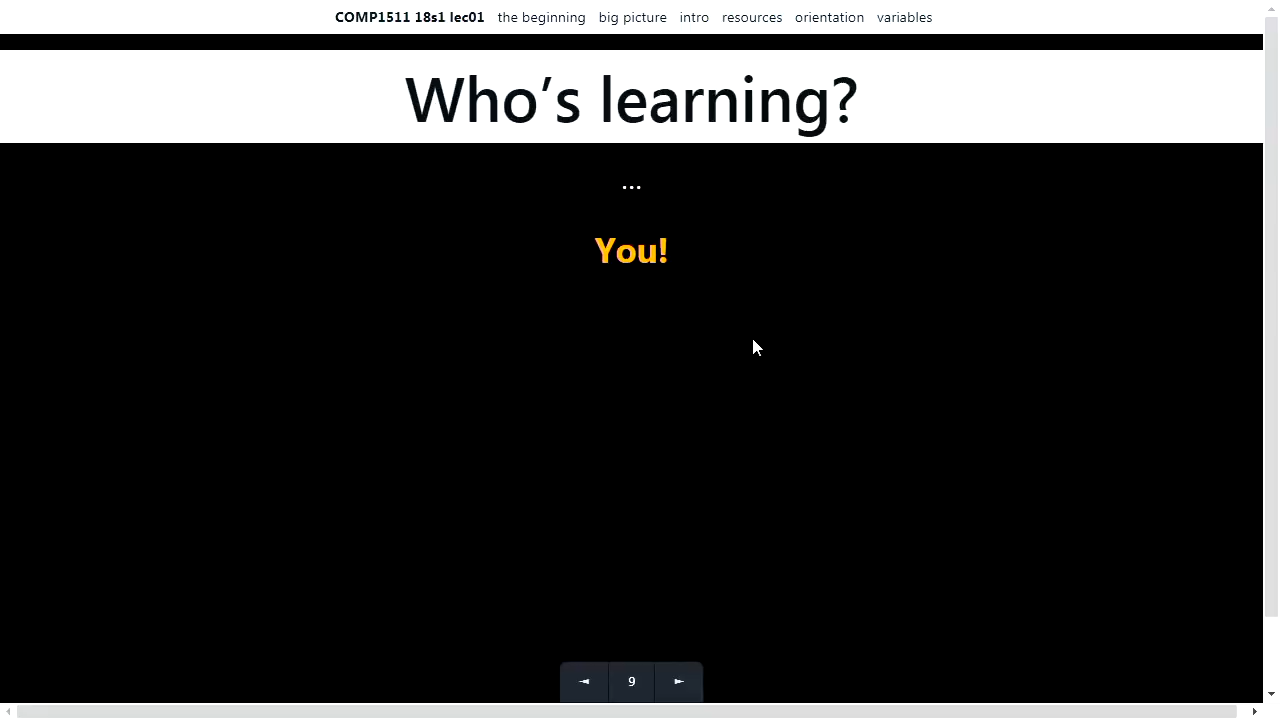 COMP1511 18s1 lec01 the beginning big picture intro resources orientation variables
Who’s learning?
...
You!
9